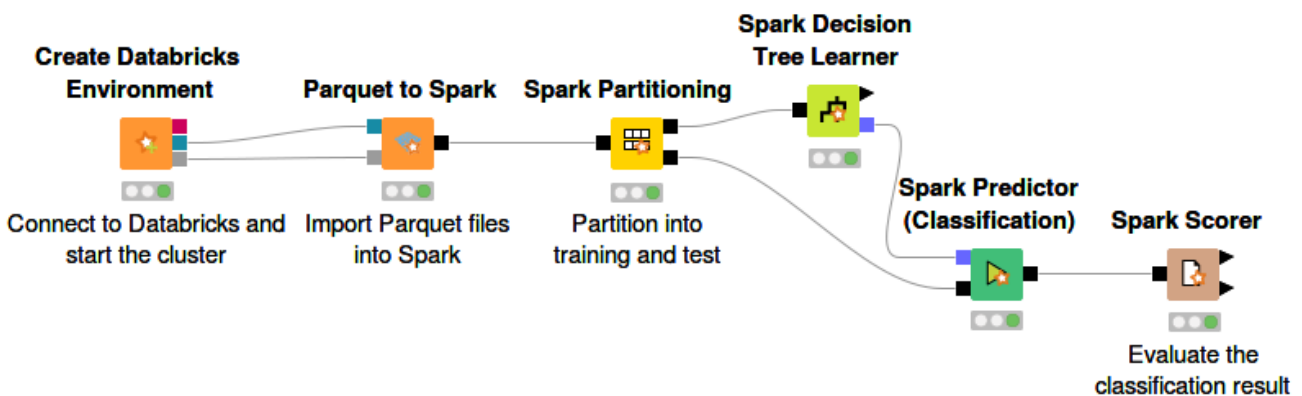 Create Databricks
Environment
Connect to Databricks and
start the cluster
Parquet to Spark
Import Parquet files
into Spark
Spark Partitioning
Partition into
training and test
Spark Decision
Tree Learner
Spark Predictor
(Classification)
Spark Scorer
Evaluate the
classification result